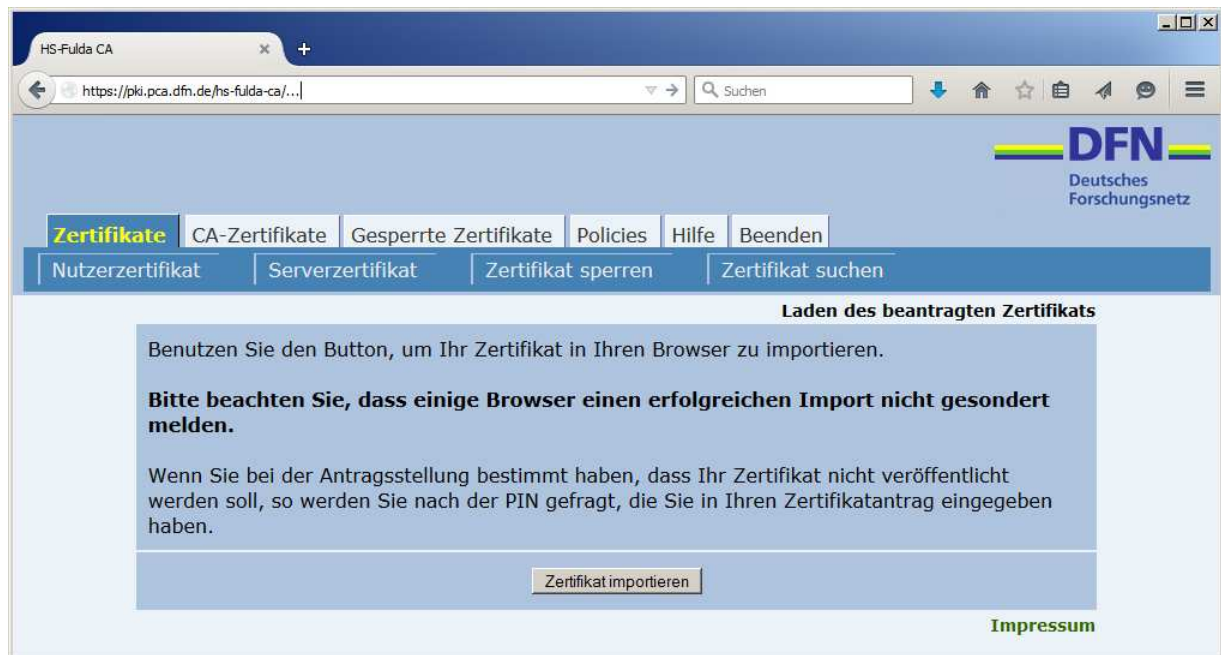 HS-Fulda CA
https://pki.pca.dfn.de/hs-fulda-ca/...
Suchen
DFN
Deutsches
Forschungsnetz
Zertifikate CA-Zertifikate Gesperrte Zertifikate Policies Hilfe Beenden
Nutzerzertifikat Serverzertifikat Zertifikat sperren Zertifikat suchen
Laden des beantragten Zertifikats
Benutzen Sie den Button, um Ihr Zertifikat in Ihren Browser zu importieren.
Bitte beachten Sie, dass einige Browser einen erfolgreichen Import nicht gesondert
melden.
Wenn Sie bei der Antragsstellung bestimmt haben, dass Ihr Zertifikat nicht veröffentlicht
werden soll, so werden Sie nach der PIN gefragt, die Sie in Ihren Zertifikatantrag eingegeben
haben.
Zertifikat importieren
Impressum